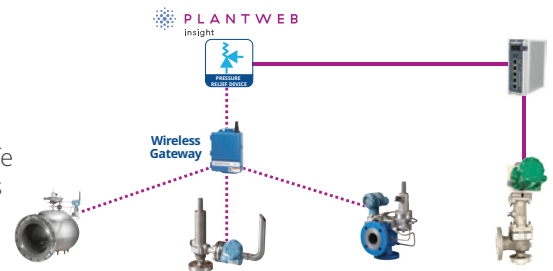 PLANTWEB
insight
PRESSURE
RELIEF DEVICE
Wireless
Gateway